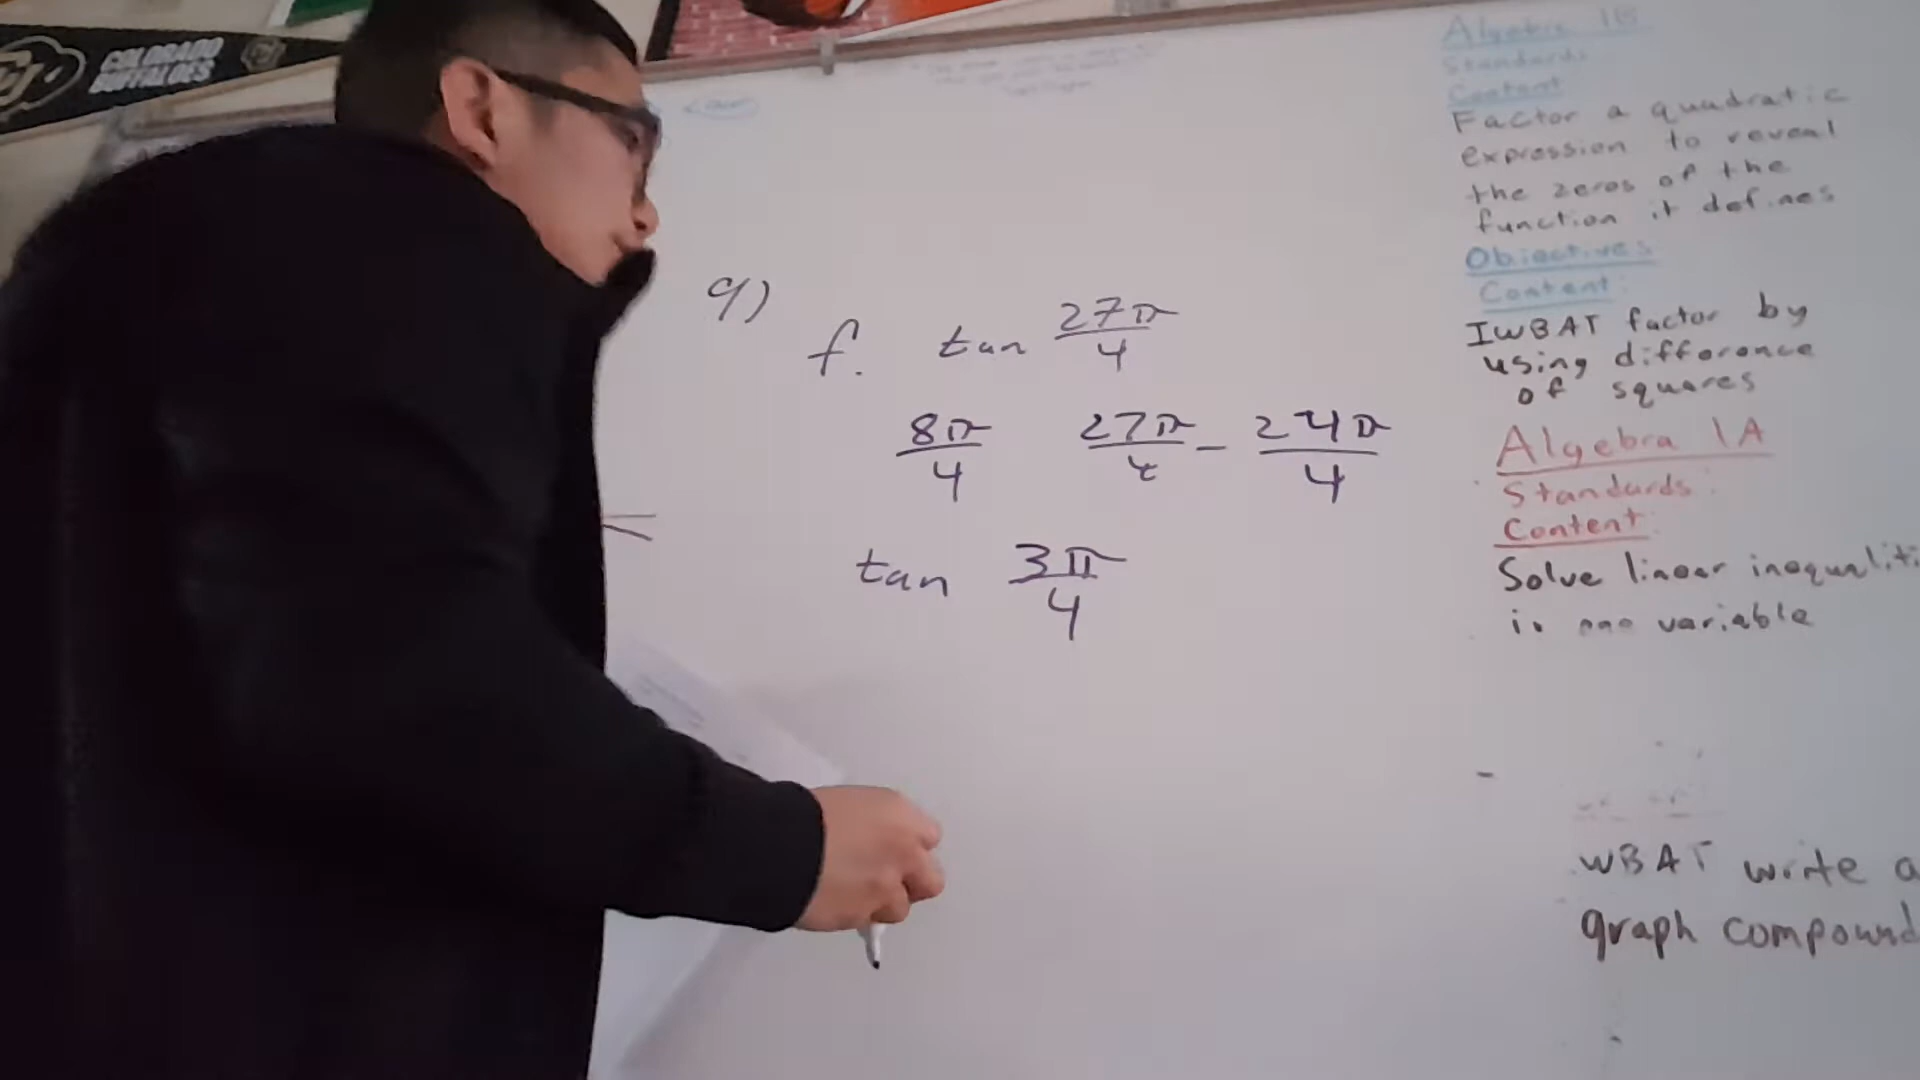 COLORADO
BUFFALOES
9)
f. tan 27π/4
8π/4 27π/4 - 24π/4
tan 3π/4
Algebra 1B
Standards:
Content
Factor a quadratic
expression to reveal
the zeros of the
function it defines
Objectives:
Content:
IWBAT factor by
using difference
of squares
Algebra 1A
Standards:
Content:
Solve linear inequaliti
in one variable
WBAT write a
graph compound